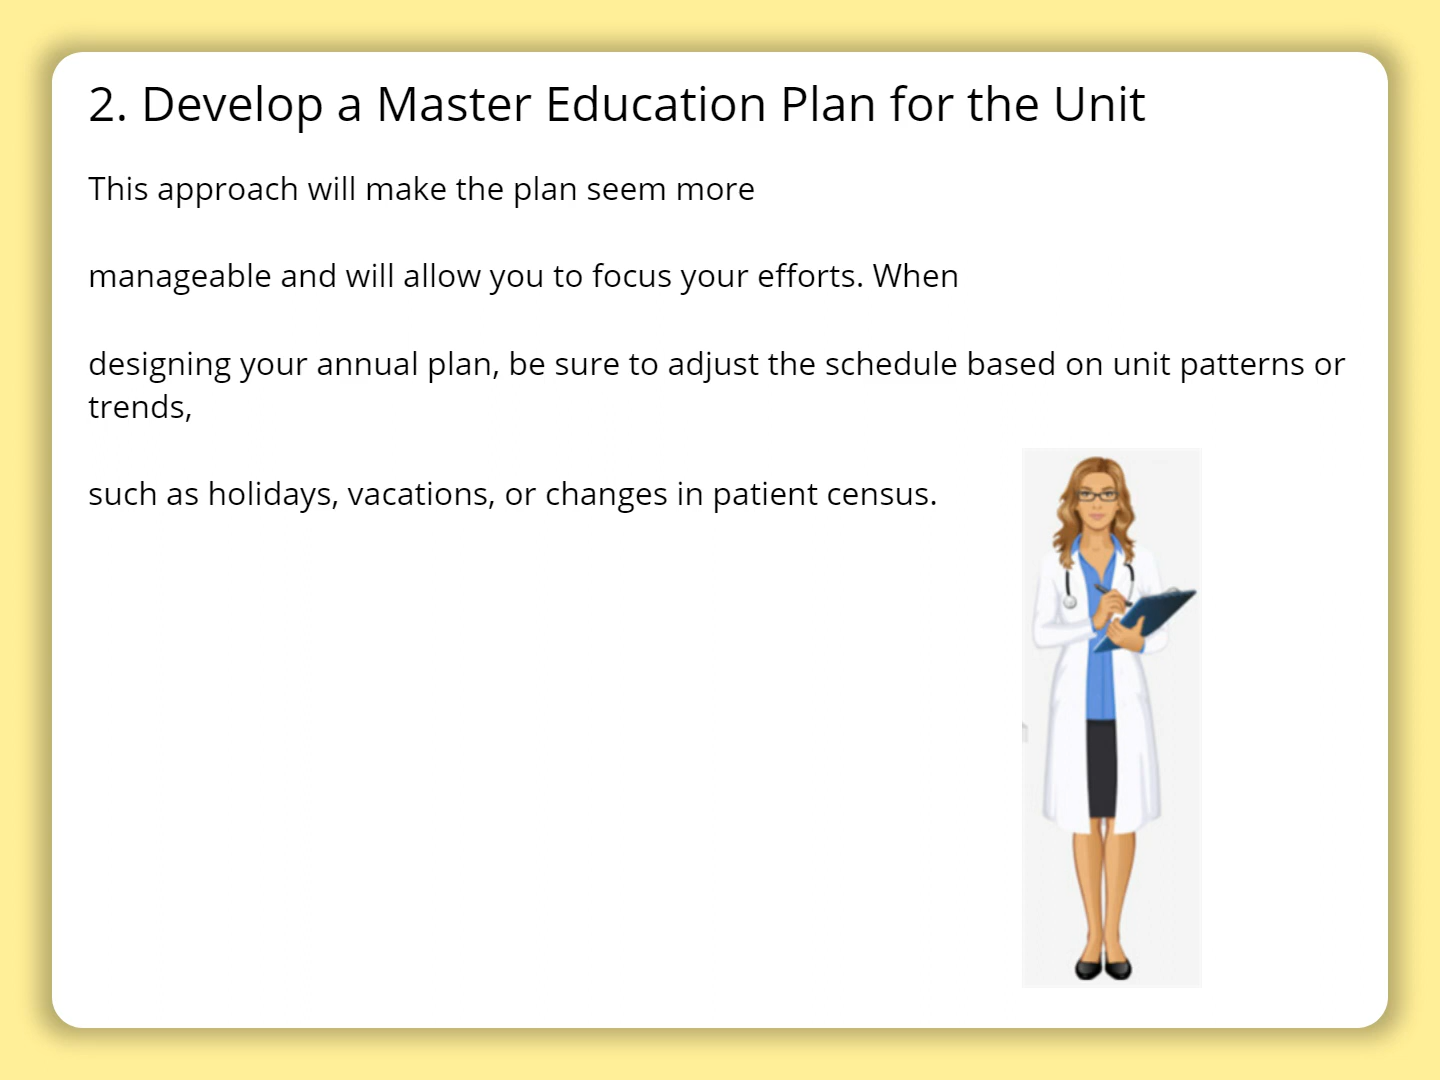 2. Develop a Master Education Plan for the Unit
This approach will make the plan seem more
manageable and will allow you to focus your efforts. When
designing your annual plan, be sure to adjust the schedule based on unit patterns or
trends,
such as holidays, vacations, or changes in patient census.